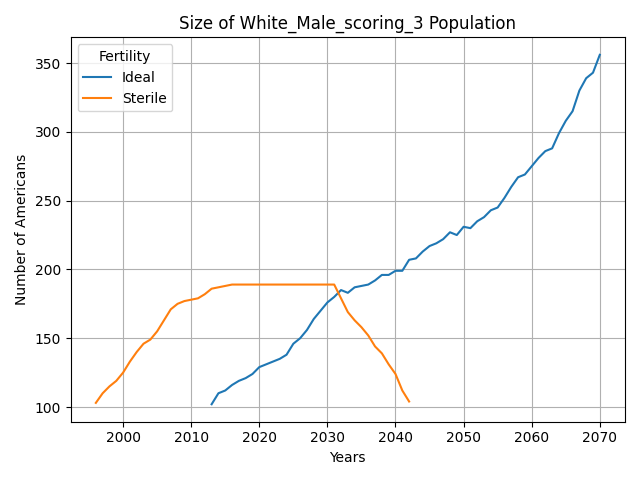 Size of White_Male_scoring_3 Population
Fertility
Ideal
Sterile
Number of Americans
350
300
250
200
150
100
2000
2010
2020
2030
2040
2050
2060
2070
Years